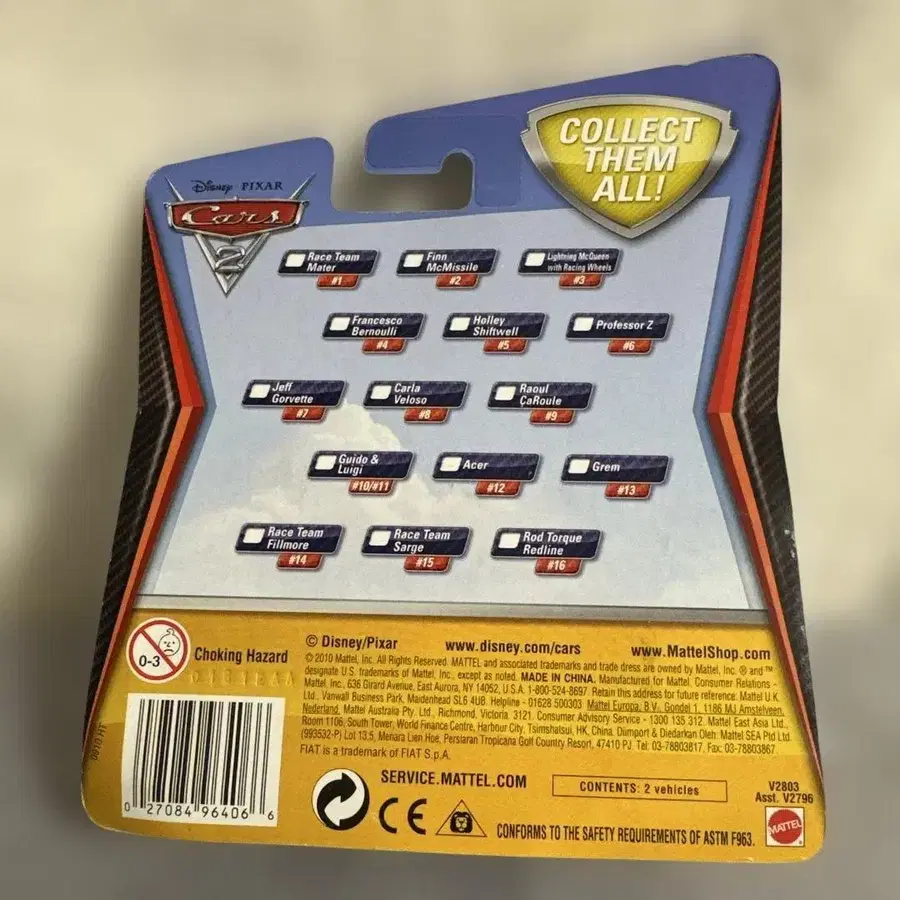 COLLECT
THEM
ALL!
Disney PIXAR
Cars
2
Race Team
Mater
#1
Finn
McMissile
#2
Lightning McQueen
with Racing Wheels
#3
Francesco
Bernoulli
#4
Holley
Shiftwell
#5
Professor Z
#6
Jeff
Gorvette
#7
Carla
Veloso
#8
Raoul
ÇaRoule
#9
Guido &
Luigi
#10/#11
Acer
#12
Grem
#13
Race Team
Fillmore
#14
Race Team
Sarge
#15
Rod Torque
Redline
#16
0-3
Choking Hazard
© Disney/Pixar www.disney.com/cars www.MattelShop.com
© 2010 Mattel, Inc. All Rights Reserved. MATTEL and associated trademarks and trade dress are owned by Mattel, Inc. ® and ™
designate U.S. trademarks of Mattel, Inc., except as noted. MADE IN CHINA. Manufactured for Mattel, Consumer Relations -
Mattel, Inc., 636 Girard Avenue, East Aurora, NY 14052, U.S.A. 1-800-524-8697 Retain this address for future reference: Mattel U.K.
Ltd., Vanwall Business Park, Maidenhead SL6 4UB. Helpline - 01628 500303 Mattel Europa, B.V., Gondel 1, 1186 MJ Amstelveen,
Nederland. Mattel Australia Pty., Ltd., Richmond, Victoria. 3121. Consumer Advisory Service - 1300 135 312. Mattel East Asia Ltd.,
Room 1106, South Tower, World Finance Centre, Harbour City, Tsimshatsui, HK, China. Diimport & Diedarkan Oleh: Mattel SEA Ptd Ltd.
(993532-P) Lot 13.5, Menara Lien Hoe, Persiaran Tropicana Golf Country Resort, 47410 PJ. Tel: 03-78803817, Fax: 03-78803867.
FIAT is a trademark of FIAT S.p.A.
0910 HT
0 27084 96406 6
SERVICE.MATTEL.COM
CONTENTS: 2 vehicles
V2803
Asst. V2796
CE
CONFORMS TO THE SAFETY REQUIREMENTS OF ASTM F963.
MATTEL